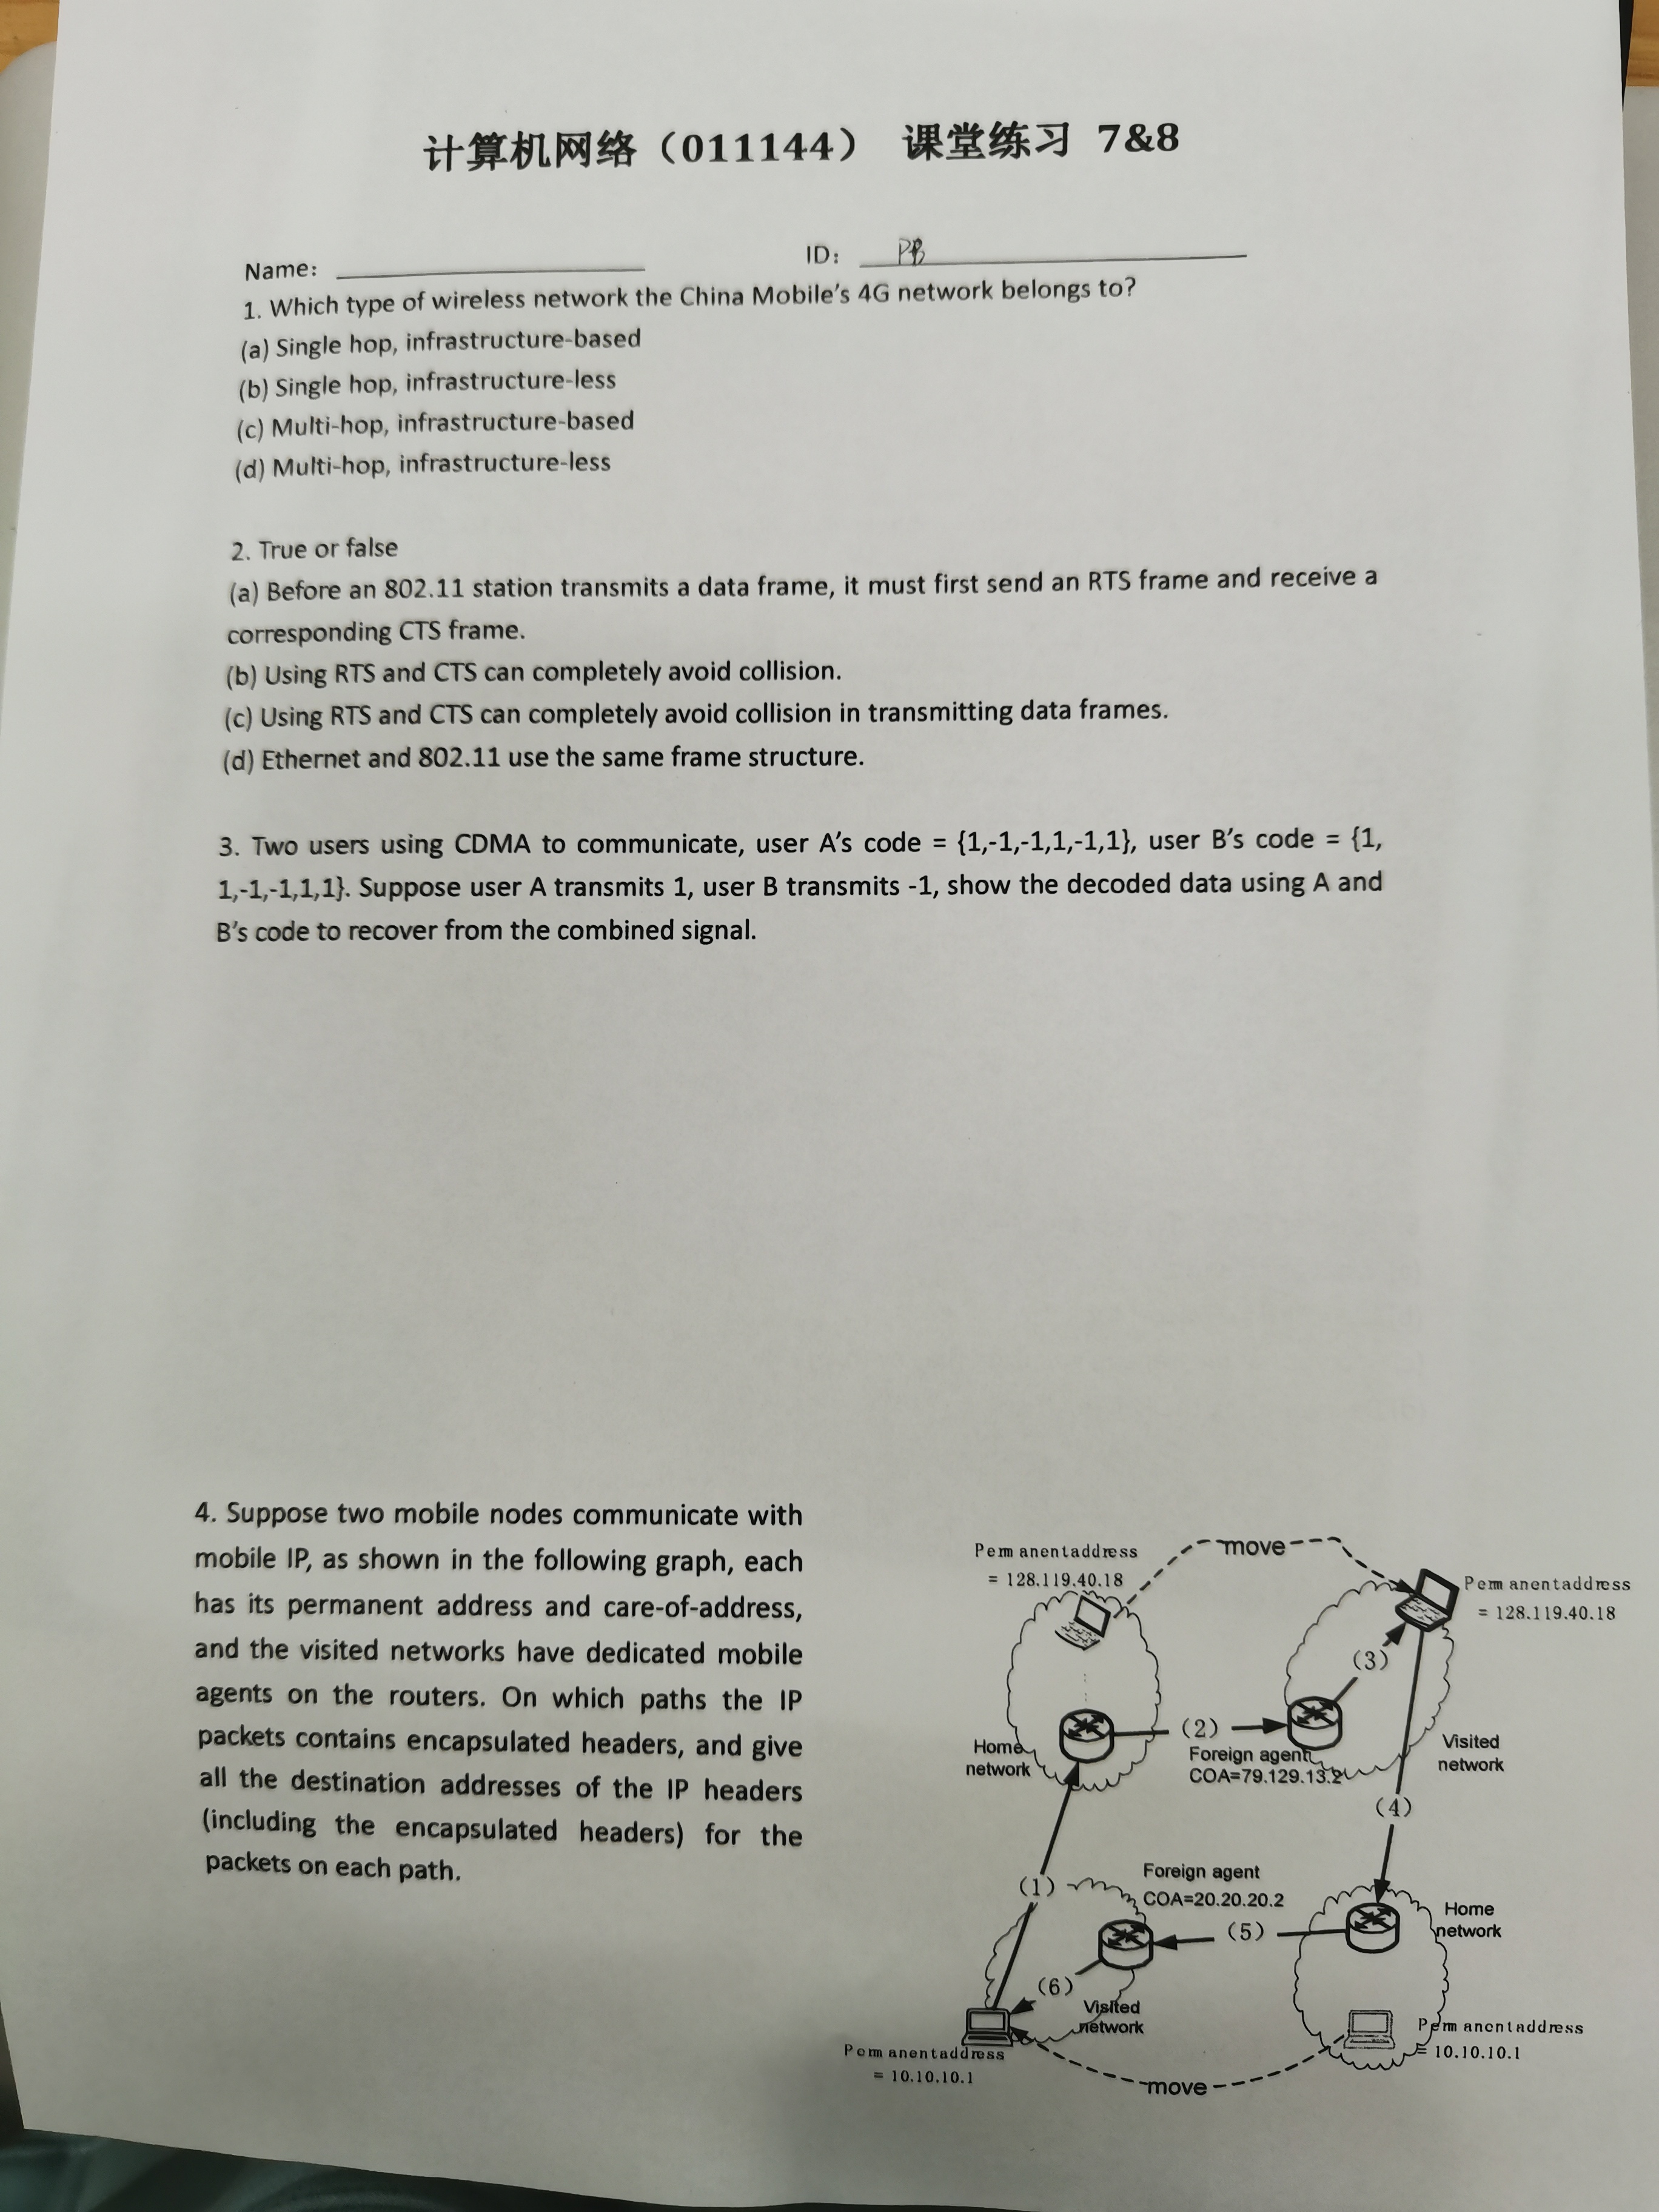 计算机网络（011144） 课堂练习 7&8
Name: ID: PB
1. Which type of wireless network the China Mobile's 4G network belongs to?
(a) Single hop, infrastructure-based
(b) Single hop, infrastructure-less
(c) Multi-hop, infrastructure-based
(d) Multi-hop, infrastructure-less
2. True or false
(a) Before an 802.11 station transmits a data frame, it must first send an RTS frame and receive a
corresponding CTS frame.
(b) Using RTS and CTS can completely avoid collision.
(c) Using RTS and CTS can completely avoid collision in transmitting data frames.
(d) Ethernet and 802.11 use the same frame structure.
3. Two users using CDMA to communicate, user A's code = {1,-1,-1,1,-1,1}, user B's code = {1,
1,-1,-1,1,1}. Suppose user A transmits 1, user B transmits -1, show the decoded data using A and
B's code to recover from the combined signal.
4. Suppose two mobile nodes communicate with
mobile IP, as shown in the following graph, each
has its permanent address and care-of-address,
and the visited networks have dedicated mobile
agents on the routers. On which paths the IP
packets contains encapsulated headers, and give
all the destination addresses of the IP headers
(including the encapsulated headers) for the
packets on each path.
move
Permanent address
= 128.119.40.18
Permanent address
= 128.119.40.18
(3)
(2)
Home
network
Foreign agent
COA=79.129.13.2
Visited
network
(4)
(1)
Foreign agent
COA=20.20.20.2
Home
network
(5)
(6)
Visited
network
Permanent address
= 10.10.10.1
Permanent address
= 10.10.10.1
move